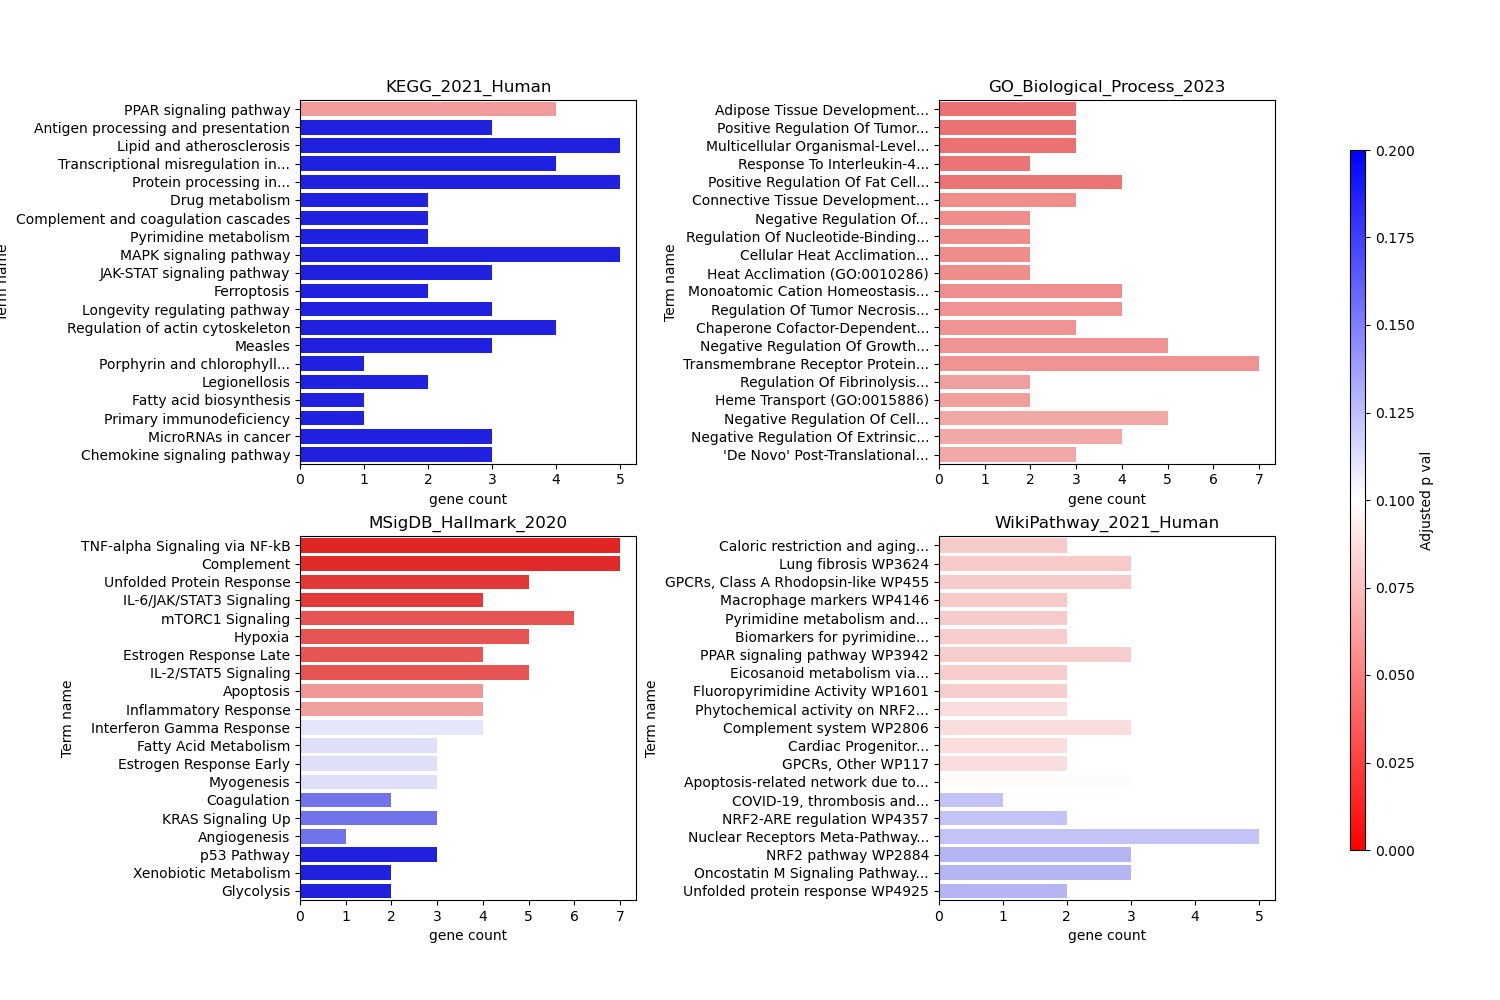 KEGG_2021_Human
PPAR signaling pathway
Antigen processing and presentation
Lipid and atherosclerosis
Transcriptional misregulation in...
Protein processing in...
Drug metabolism
Complement and coagulation cascades
Pyrimidine metabolism
MAPK signaling pathway
JAK-STAT signaling pathway
Ferroptosis
Longevity regulating pathway
Regulation of actin cytoskeleton
Measles
Porphyrin and chlorophyll...
Legionellosis
Fatty acid biosynthesis
Primary immunodeficiency
MicroRNAs in cancer
Chemokine signaling pathway
Term name
0 1 2 3 4 5
gene count
GO_Biological_Process_2023
Adipose Tissue Development...
Positive Regulation Of Tumor...
Multicellular Organismal-Level...
Response To Interleukin-4...
Positive Regulation Of Fat Cell...
Connective Tissue Development...
Negative Regulation Of...
Regulation Of Nucleotide-Binding...
Cellular Heat Acclimation...
Heat Acclimation (GO:0010286)
Monoatomic Cation Homeostasis...
Regulation Of Tumor Necrosis...
Chaperone Cofactor-Dependent...
Negative Regulation Of Growth...
Transmembrane Receptor Protein...
Regulation Of Fibrinolysis...
Heme Transport (GO:0015886)
Negative Regulation Of Cell...
Negative Regulation Of Extrinsic...
'De Novo' Post-Translational...
Term name
0 1 2 3 4 5 6 7
gene count
MSigDB_Hallmark_2020
TNF-alpha Signaling via NF-kB
Complement
Unfolded Protein Response
IL-6/JAK/STAT3 Signaling
mTORC1 Signaling
Hypoxia
Estrogen Response Late
IL-2/STAT5 Signaling
Apoptosis
Inflammatory Response
Interferon Gamma Response
Fatty Acid Metabolism
Estrogen Response Early
Myogenesis
Coagulation
KRAS Signaling Up
Angiogenesis
p53 Pathway
Xenobiotic Metabolism
Glycolysis
Term name
0 1 2 3 4 5 6 7
gene count
WikiPathway_2021_Human
Caloric restriction and aging...
Lung fibrosis WP3624
GPCRs, Class A Rhodopsin-like WP455
Macrophage markers WP4146
Pyrimidine metabolism and...
Biomarkers for pyrimidine...
PPAR signaling pathway WP3942
Eicosanoid metabolism via...
Fluoropyrimidine Activity WP1601
Phytochemical activity on NRF2...
Complement system WP2806
Cardiac Progenitor...
GPCRs, Other WP117
Apoptosis-related network due to...
COVID-19, thrombosis and...
NRF2-ARE regulation WP4357
Nuclear Receptors Meta-Pathway...
NRF2 pathway WP2884
Oncostatin M Signaling Pathway...
Unfolded protein response WP4925
Term name
0 1 2 3 4 5
gene count
0.200
0.175
0.150
0.125
0.100
0.075
0.050
0.025
0.000
Adjusted p val